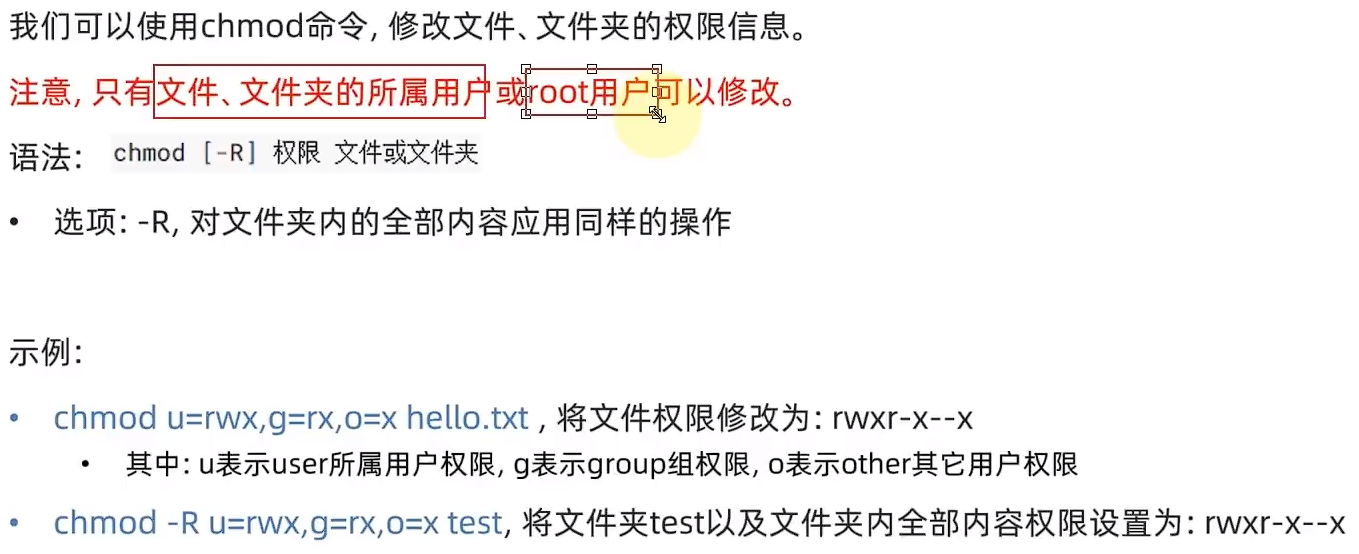 我们可以使用chmod命令, 修改文件、文件夹的权限信息。
注意, 只有文件、文件夹的所属用户或root用户可以修改。
语法: chmod [-R] 权限 文件或文件夹
• 选项: -R, 对文件夹内的全部内容应用同样的操作
示例:
• chmod u=rwx,g=rx,o=x hello.txt , 将文件权限修改为: rwxr-x--x
• 其中: u表示user所属用户权限, g表示group组权限, o表示other其它用户权限
• chmod -R u=rwx,g=rx,o=x test, 将文件夹test以及文件夹内全部内容权限设置为: rwxr-x--x